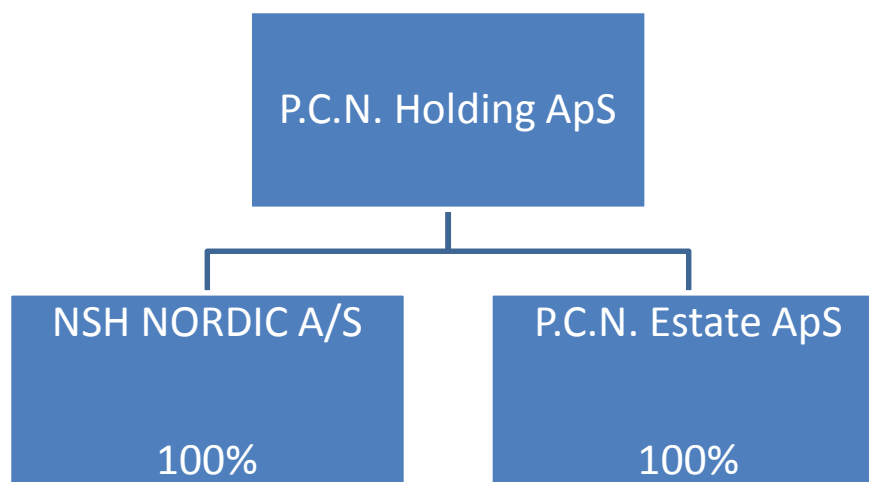 P.C.N. Holding ApS
NSH NORDIC A/S
100%
P.C.N. Estate ApS
100%